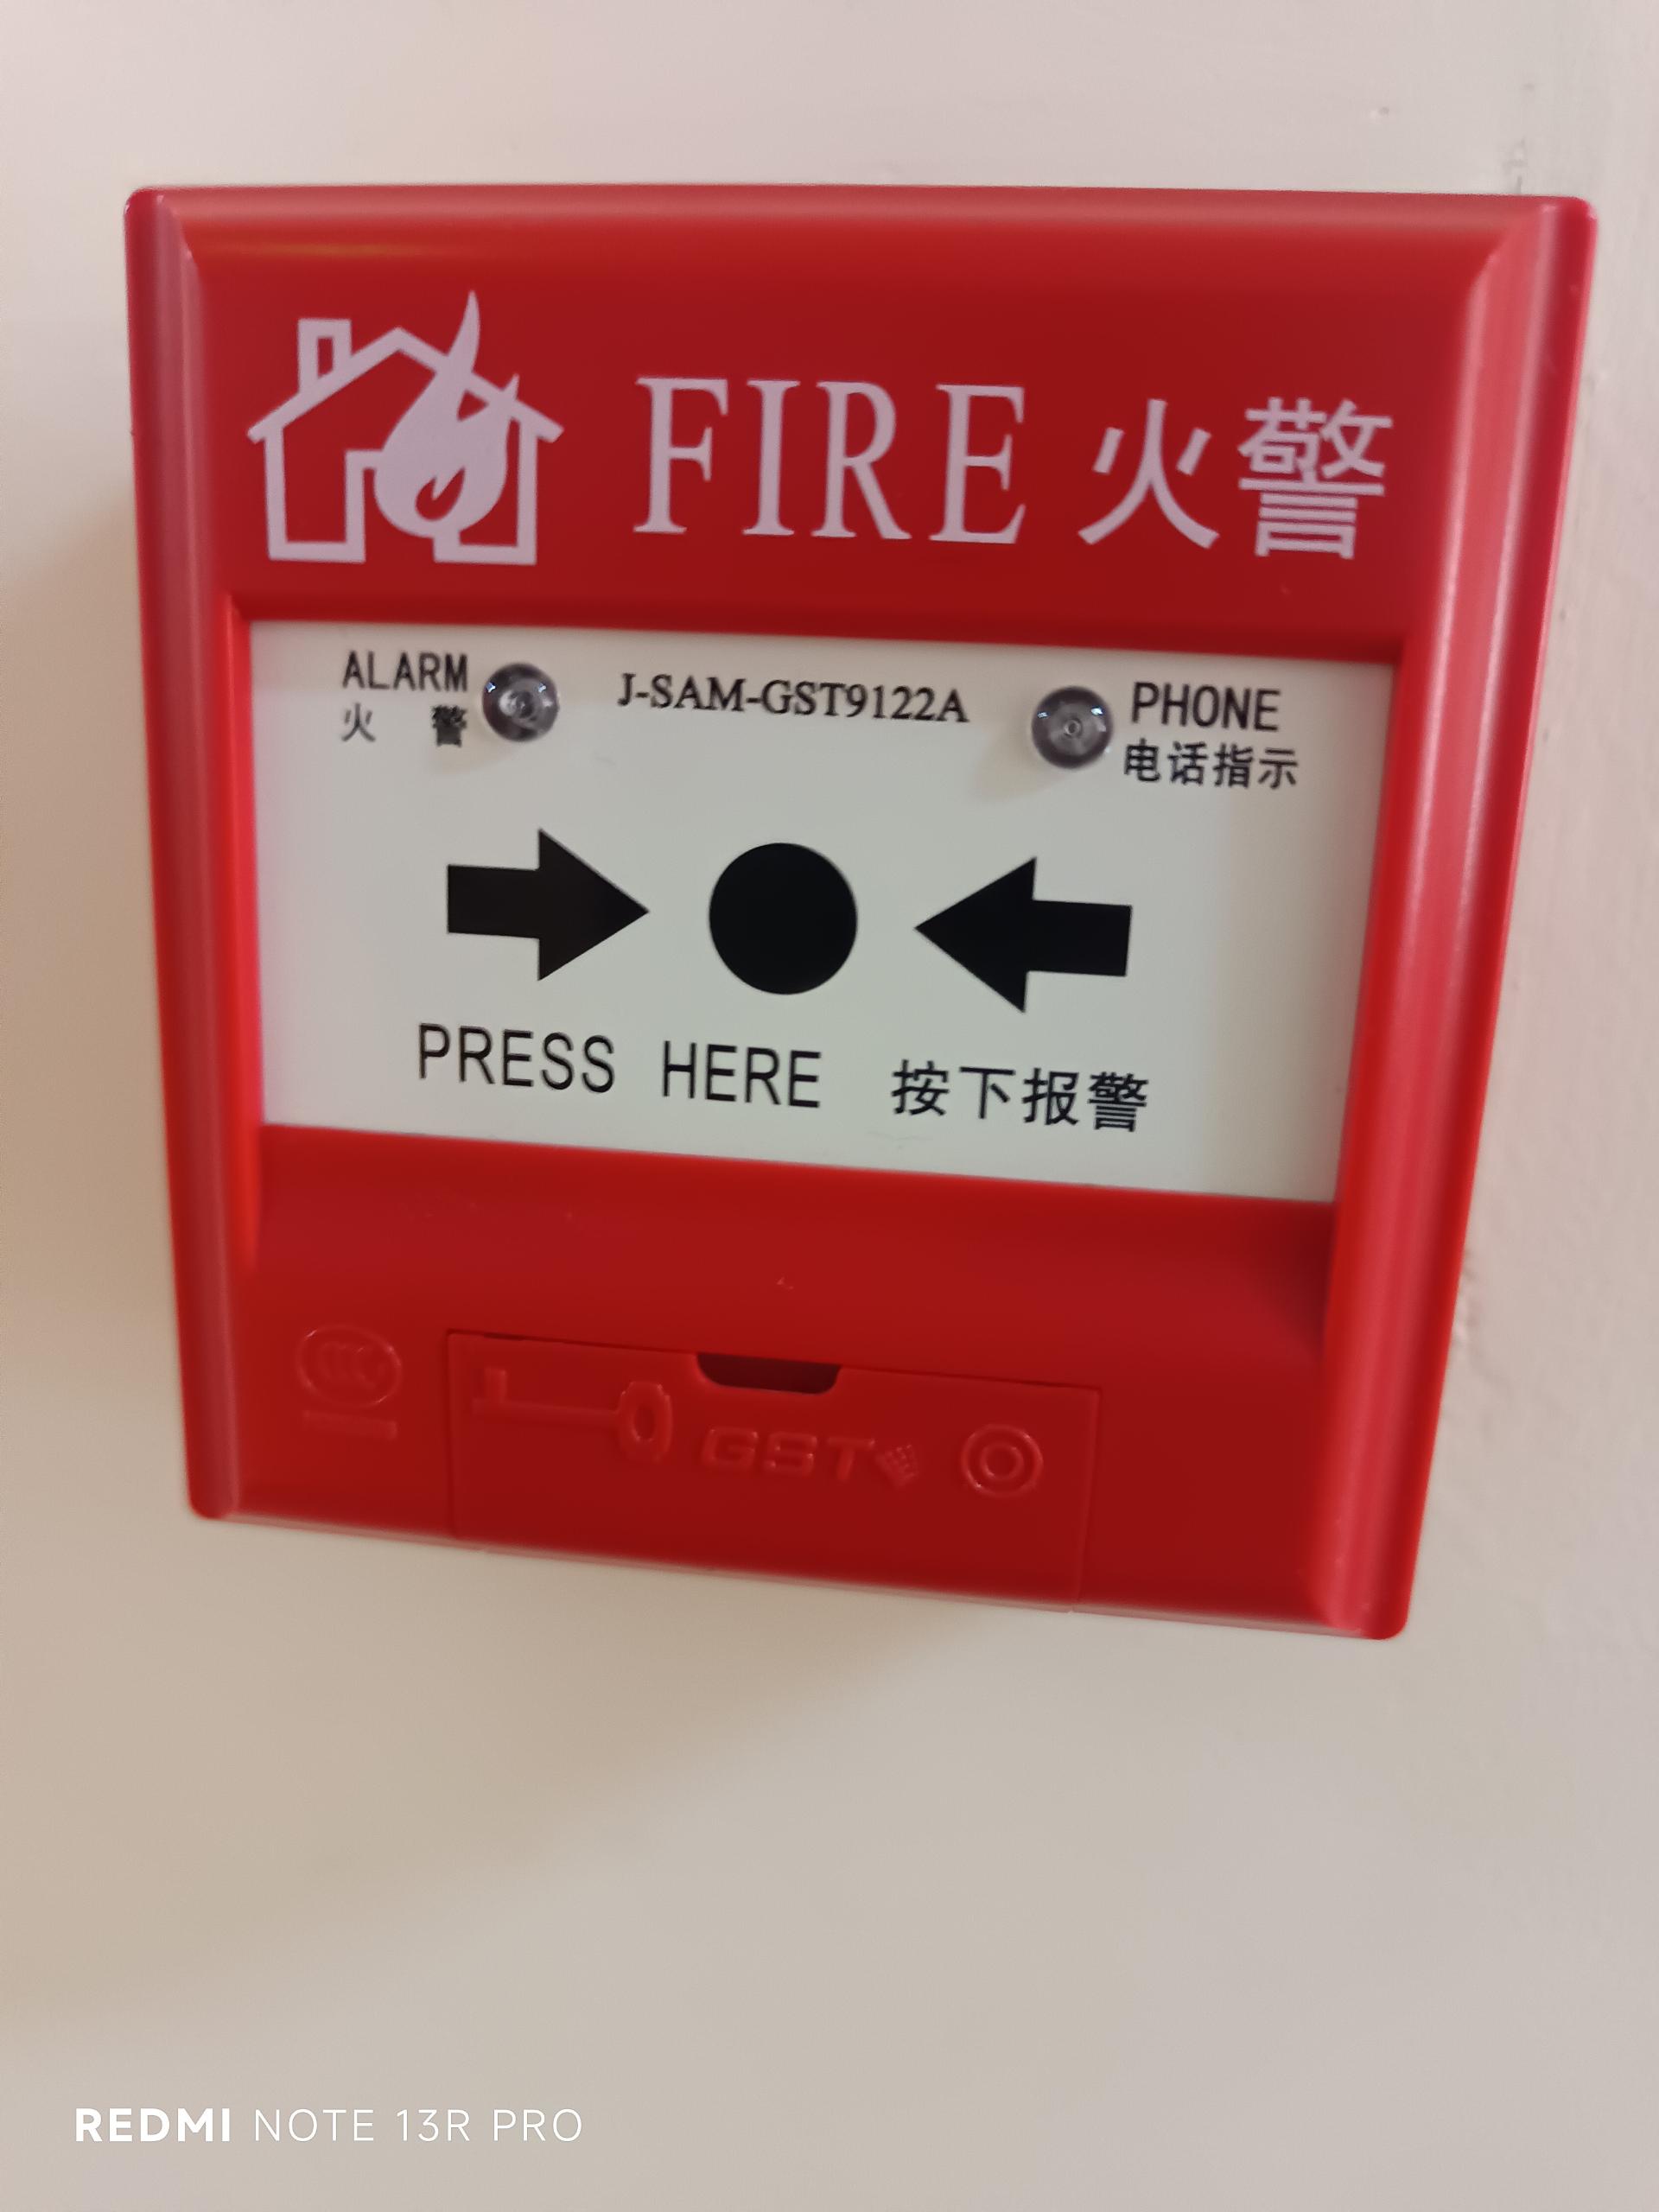 FIRE 火警
ALARM
火 警
J-SAM-GST9122A
PHONE
电话指示
PRESS HERE 按下报警
GST
REDMI NOTE 13R PRO